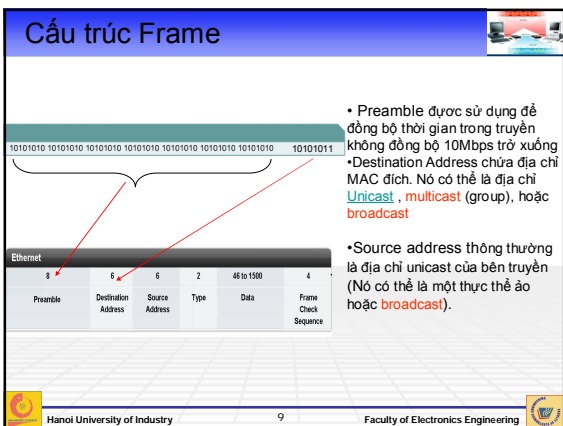 Cấu trúc Frame
10101010 10101010 10101010 10101010 10101010 10101010 10101010
10101011
• Preamble đựơc sử dụng để
đồng bộ thời gian trong truyền
không đồng bộ 10Mbps trở xuống
•Destination Address chứa địa chỉ
MAC đích. Nó có thể là địa chỉ
Unicast , multicast (group), hoặc
broadcast
•Source address thông thường
là địa chỉ unicast của bên truyền
(Nó có thể là một thực thể ảo
hoặc broadcast).
Ethernet
8 6 6 2 46 to 1500 4
Preamble Destination Source Type Data Frame
Address Address Check
Sequence
Hanoi University of Industry 9 Faculty of Electronics Engineering